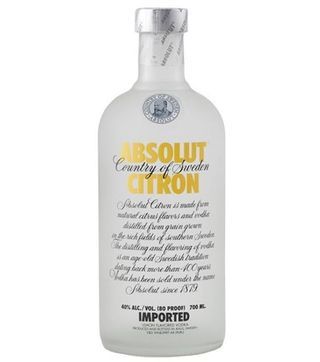 ABSOLUT
Country of Sweden
CITRON
Absolut Citron is made from
natural citrus flavors and vodka
distilled from grain grown
in the rich fields of southern Sweden.
The distilling and flavoring of vodka
is an age-old Swedish tradition
dating back more than 400 years.
Vodka has been sold under the name
Absolut since 1879.
40% ALC./VOL. (80 PROOF) 700 ML.
IMPORTED
LEMON FLAVORED VODKA